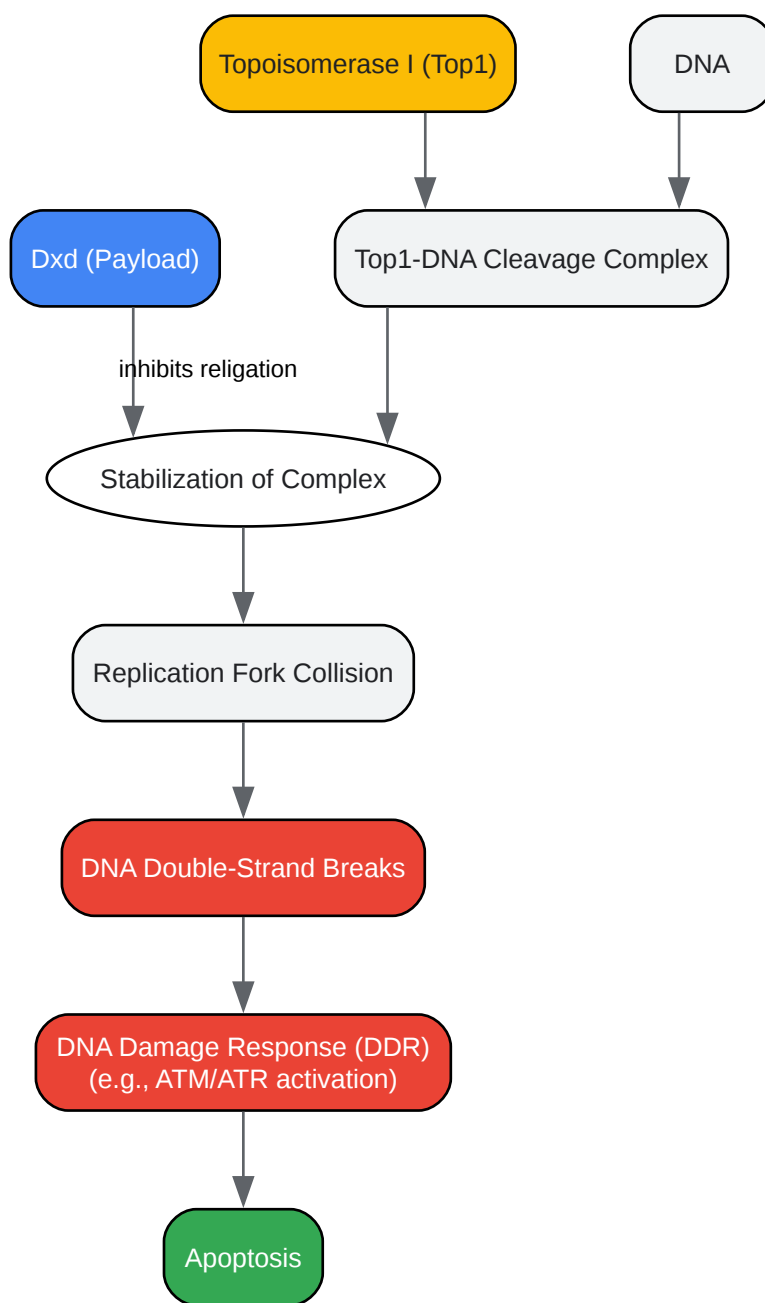 Topoisomerase I (Top1)
DNA
Dxd (Payload)
Top1-DNA Cleavage Complex
inhibits religation
Stabilization of Complex
Replication Fork Collision
DNA Double-Strand Breaks
DNA Damage Response (DDR)
(e.g., ATM/ATR activation)
Apoptosis